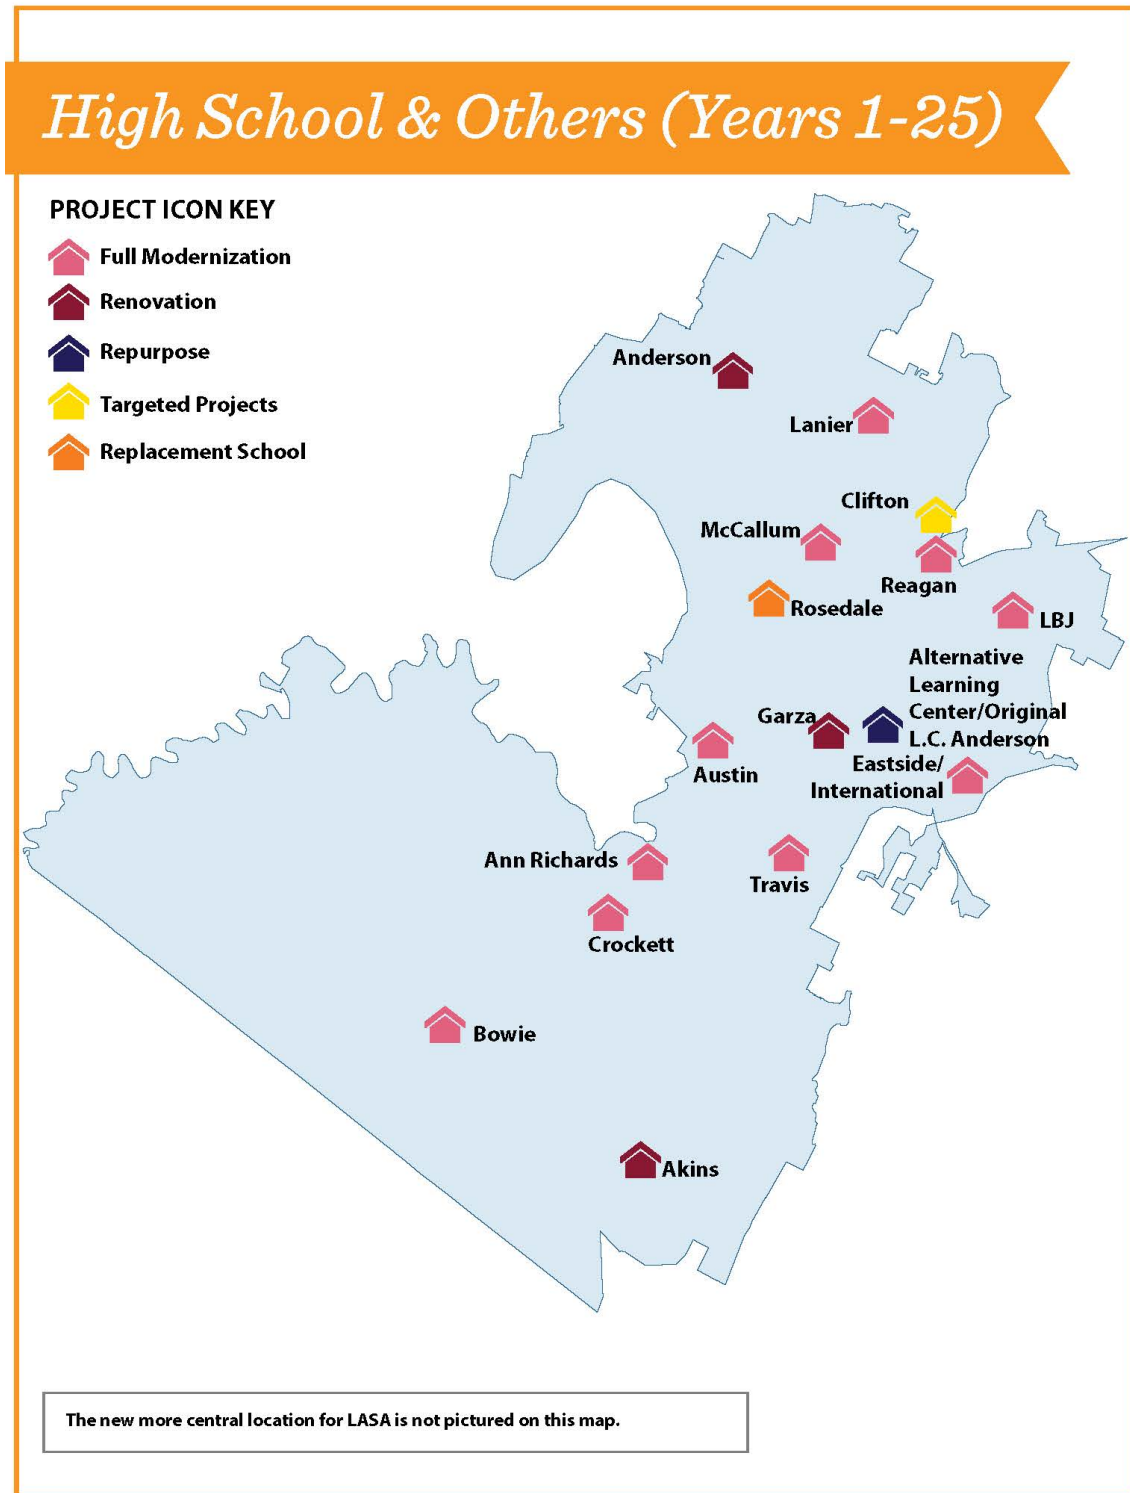 High School & Others (Years 1-25)
PROJECT ICON KEY
Full Modernization
Renovation
Repurpose
Targeted Projects
Replacement School
Anderson
Lanier
Clifton
McCallum
Reagan
Rosedale
LBJ
Alternative
Learning
Center/Original
L.C. Anderson
Garza
Austin
Eastside/
International
Ann Richards
Travis
Crockett
Bowie
Akins
The new more central location for LASA is not pictured on this map.